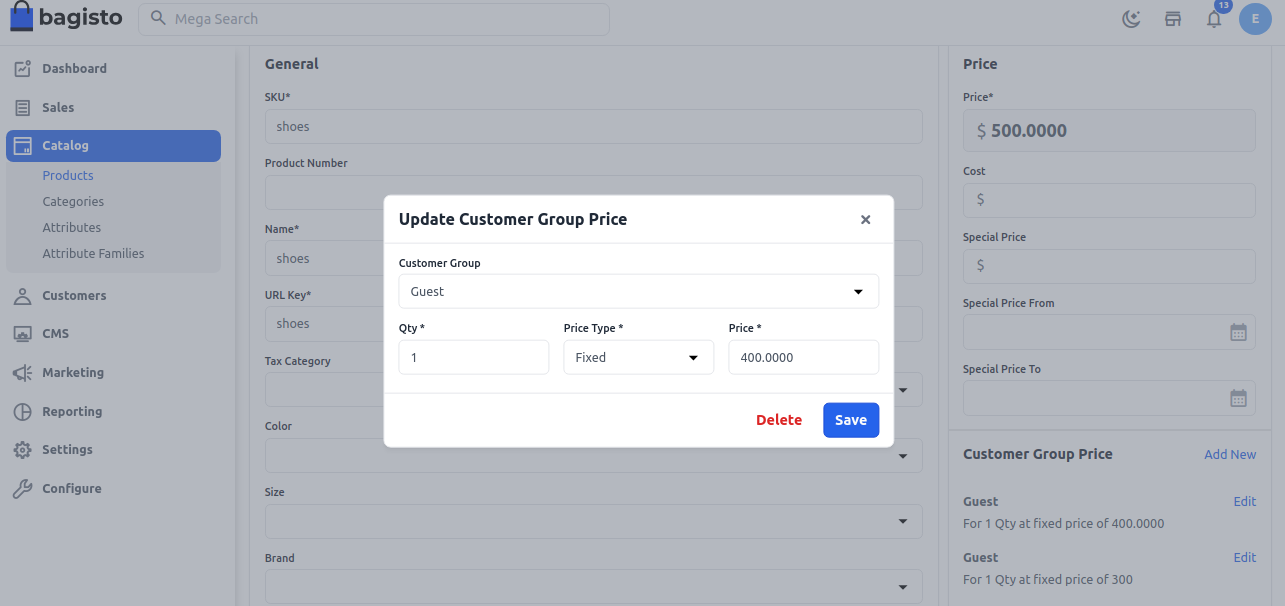 bagisto
Mega Search
13
E
Dashboard
Sales
Catalog
Products
Categories
Attributes
Attribute Families
Customers
CMS
Marketing
Reporting
Settings
Configure
General
SKU*
shoes
Product Number
Name*
shoes
URL Key*
shoes
Tax Category
Color
Size
Brand
Update Customer Group Price
Customer Group
Guest
Qty * Price Type * Price *
1 Fixed 400.0000
Delete Save
Price
Price*
$ 500.0000
Cost
$
Special Price
$
Special Price From
Special Price To
Customer Group Price Add New
Guest Edit
For 1 Qty at fixed price of 400.0000
Guest Edit
For 1 Qty at fixed price of 300